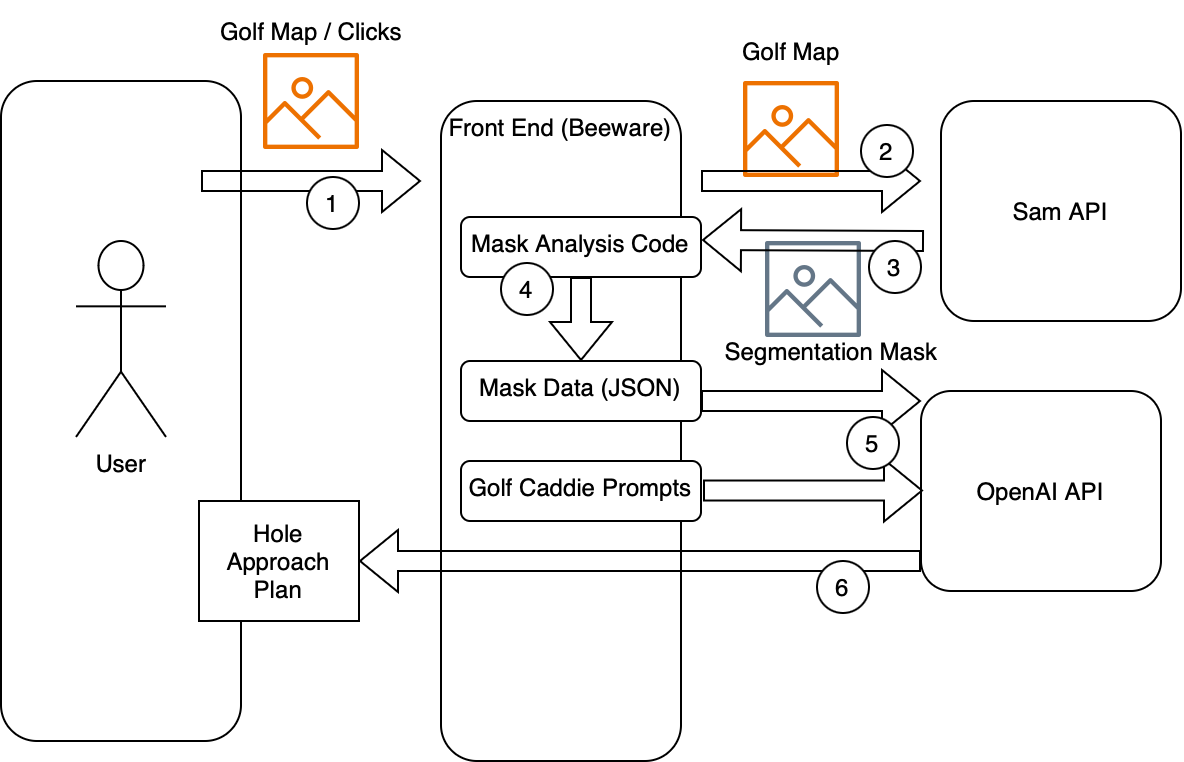 Golf Map / Clicks
Golf Map
Front End (Beeware)
2
1
Sam API
Mask Analysis Code
3
4
Segmentation Mask
Mask Data (JSON)
5
User
Golf Caddie Prompts
OpenAI API
Hole
Approach
Plan
6